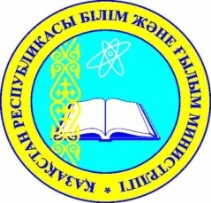 ҚАЗАҚСТАН РЕСПУБЛИКАСЫ БІЛІМ ЖӘНЕ ҒЫЛЫМ МИНИСТРЛІГІ *